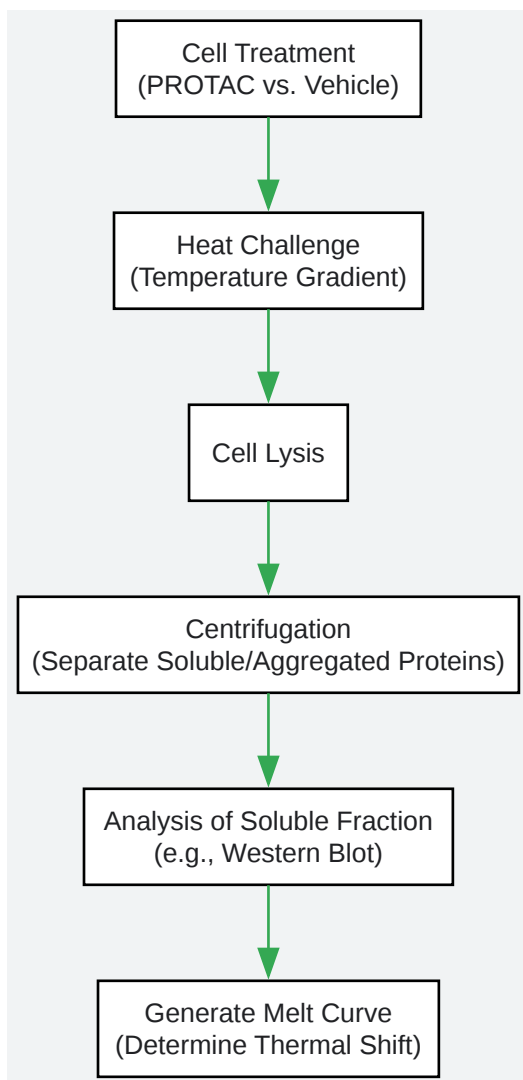 Cell Treatment
(PROTAC vs. Vehicle)
Heat Challenge
(Temperature Gradient)
Cell Lysis
Centrifugation
(Separate Soluble/Aggregated Proteins)
Analysis of Soluble Fraction
(e.g., Western Blot)
Generate Melt Curve
(Determine Thermal Shift)